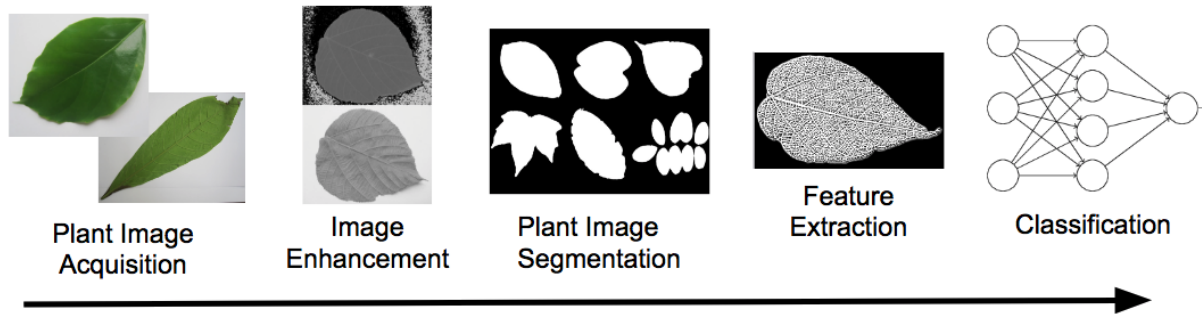 Plant Image
Acquisition
Image
Enhancement
Plant Image
Segmentation
Feature
Extraction
Classification